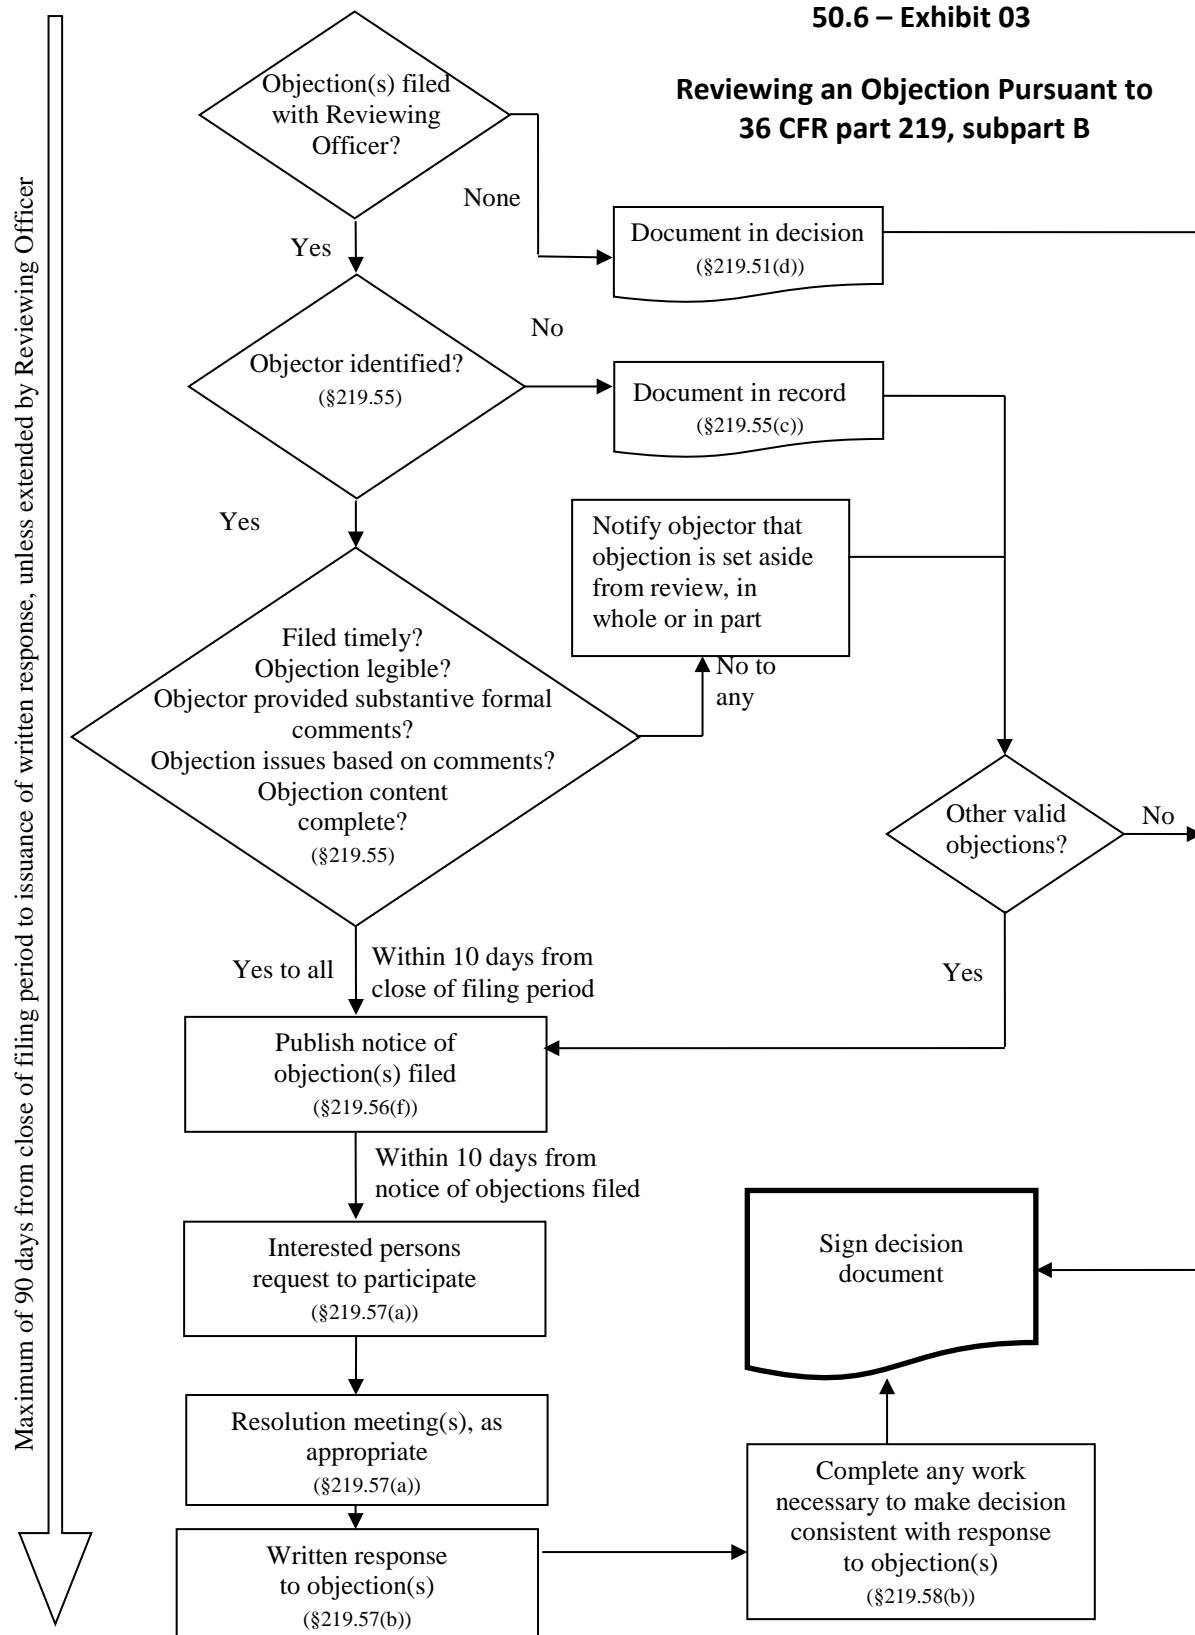 50.6 – Exhibit 03
Reviewing an Objection Pursuant to
36 CFR part 219, subpart B
Maximum of 90 days from close of filing period to issuance of written response, unless extended by Reviewing Officer
Objection(s) filed
with Reviewing
Officer?
None
Yes
Document in decision
(§219.51(d))
Objector identified?
(§219.55)
No
Document in record
(§219.55(c))
Yes
Notify objector that
objection is set aside
from review, in
whole or in part
Filed timely?
Objection legible?
Objector provided substantive formal
comments?
Objection issues based on comments?
Objection content
complete?
(§219.55)
No to
any
Other valid
objections?
No
Yes
Yes to all
Within 10 days from
close of filing period
Publish notice of
objection(s) filed
(§219.56(f))
Within 10 days from
notice of objections filed
Interested persons
request to participate
(§219.57(a))
Sign decision
document
Resolution meeting(s), as
appropriate
(§219.57(a))
Written response
to objection(s)
(§219.57(b))
Complete any work
necessary to make decision
consistent with response
to objection(s)
(§219.58(b))